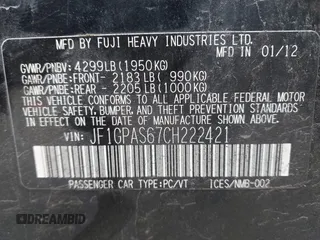 MFD. BY FUJI HEAVY INDUSTRIES LTD.
IN 01/12
GVWR/PNBV: 4299LB(1950KG)
GAWR/PNBE:FRONT- 2183LB( 990KG)
GAWR/PNBE:REAR - 2205LB(1000KG)
THIS VEHICLE CONFORMS TO ALL APPLICABLE
FEDERAL MOTOR VEHICLE SAFETY, BUMPER, AND
THEFT PREVENTION STANDARDS IN EFFECT ON THE
DATE OF MANUFACTURE SHOWN ABOVE.
VIN: JF1GPAS67CH222421
PASSENGER CAR TYPE:PC/VT ICES/NMB-002
DREAMBID